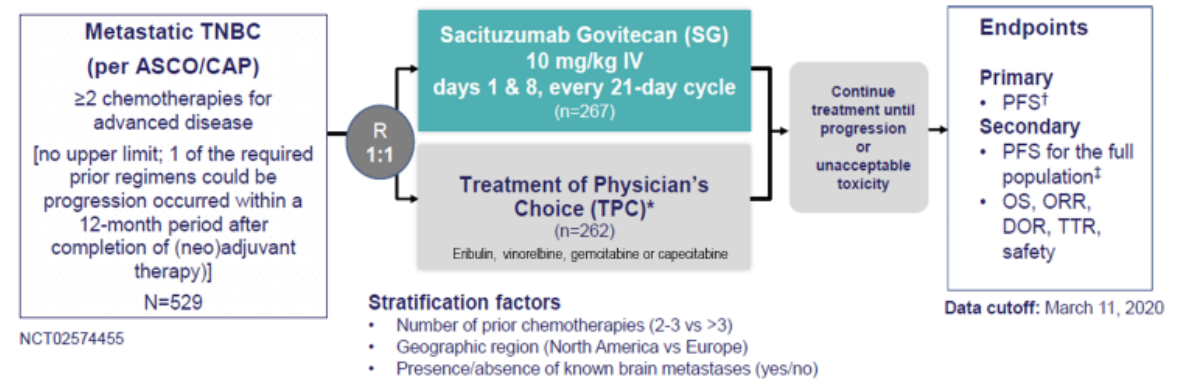 Metastatic TNBC
(per ASCO/CAP)
≥2 chemotherapies for
advanced disease
[no upper limit; 1 of the required
prior regimens could be
progression occurred within a
12-month period after
completion of (neo)adjuvant
therapy)]
N=529
NCT02574455
R
1:1
Sacituzumab Govitecan (SG)
10 mg/kg IV
days 1 & 8, every 21-day cycle
(n=267)
Treatment of Physician's
Choice (TPC)*
(n=262)
Eribulin, vinorelbine, gemcitabine or capecitabine
Stratification factors
• Number of prior chemotherapies (2-3 vs >3)
• Geographic region (North America vs Europe)
• Presence/absence of known brain metastases (yes/no)
Continue
treatment until
progression
or
unacceptable
toxicity
Endpoints
Primary
• PFS†
Secondary
• PFS for the full
population‡
• OS, ORR,
DOR, TTR,
safety
Data cutoff: March 11, 2020